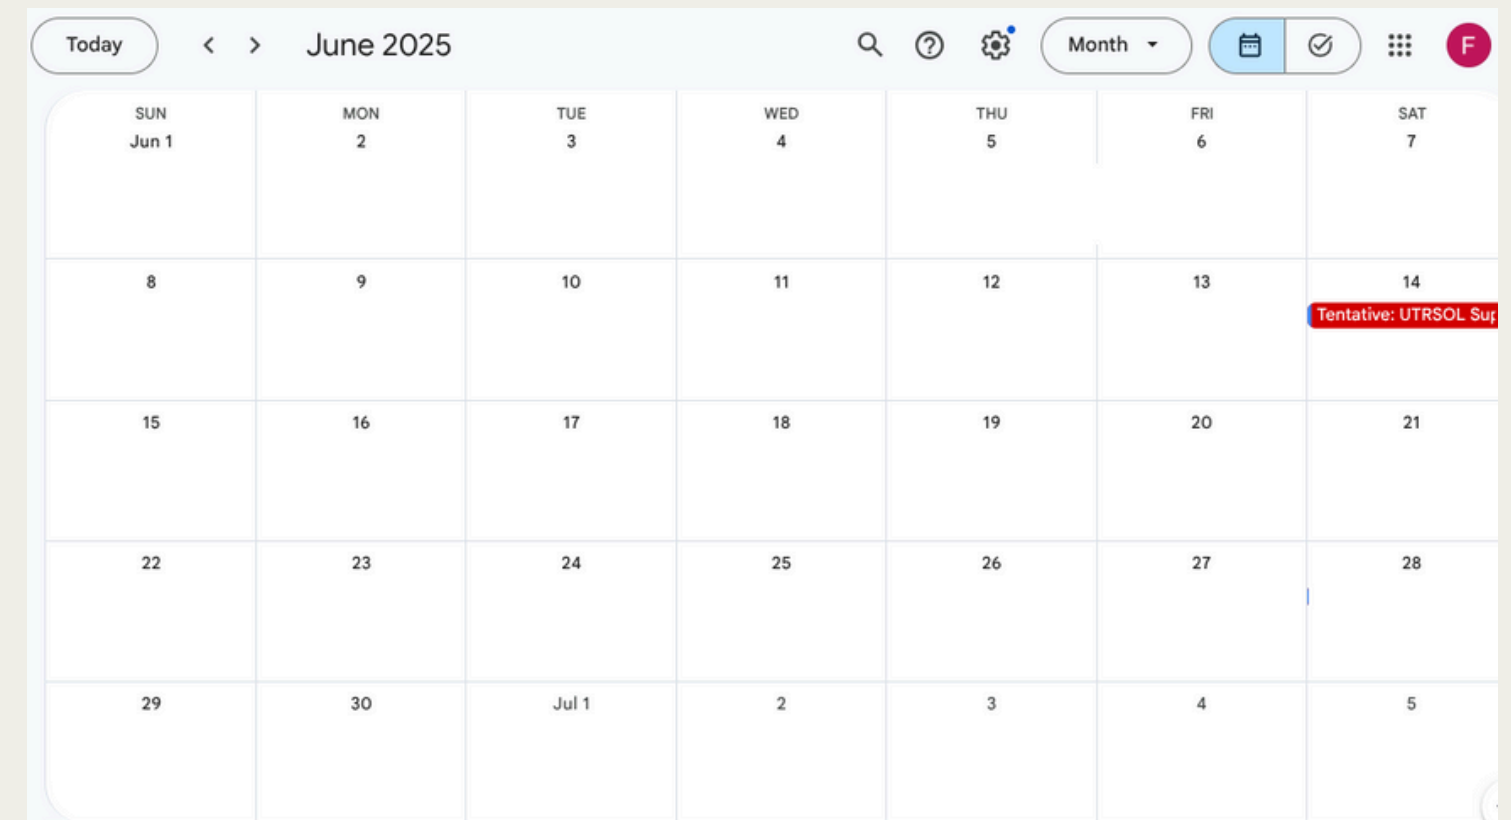 Today June 2025 Month F
SUN MON TUE WED THU FRI SAT
Jun 1 2 3 4 5 6 7
8 9 10 11 12 13 14
Tentative: UTRSOL Sup
15 16 17 18 19 20 21
22 23 24 25 26 27 28
29 30 Jul 1 2 3 4 5